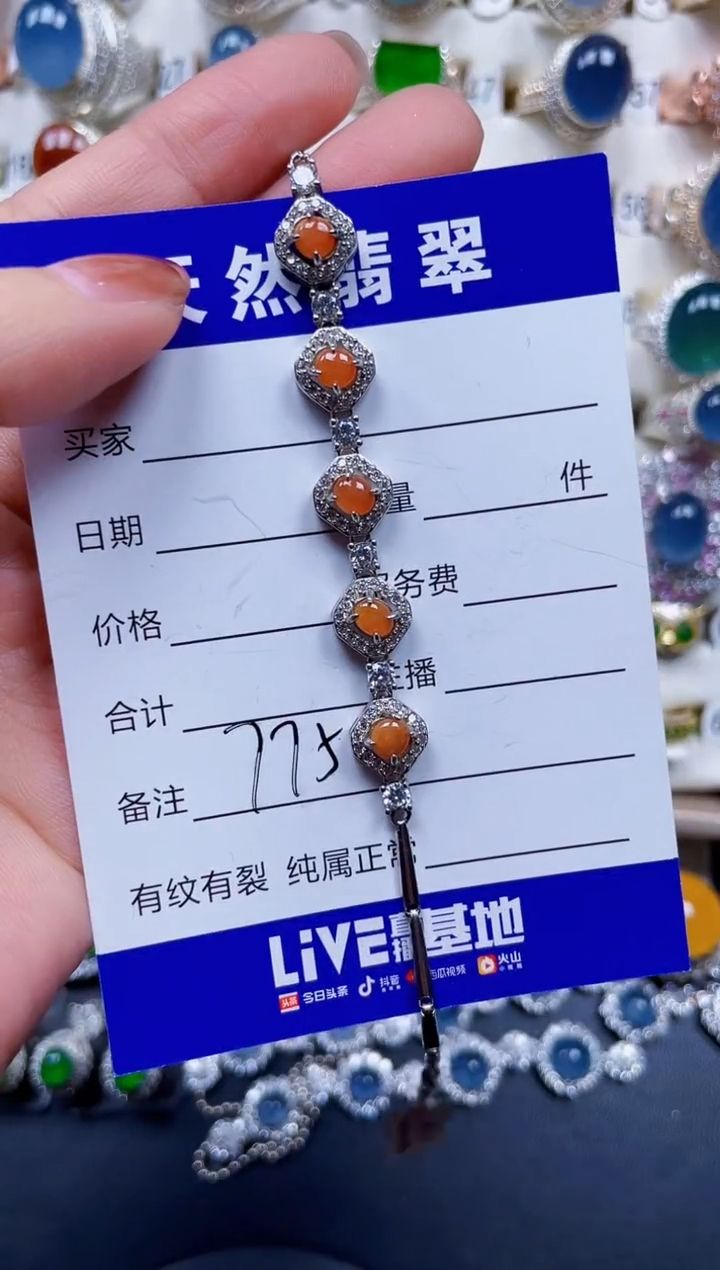 天然翡翠
买家
日期
量 件
价格
务费
合计
播
备注 775
有纹有裂 纯属正常
LiVE直播基地
头条 今日头条 抖音 西瓜视频 火山